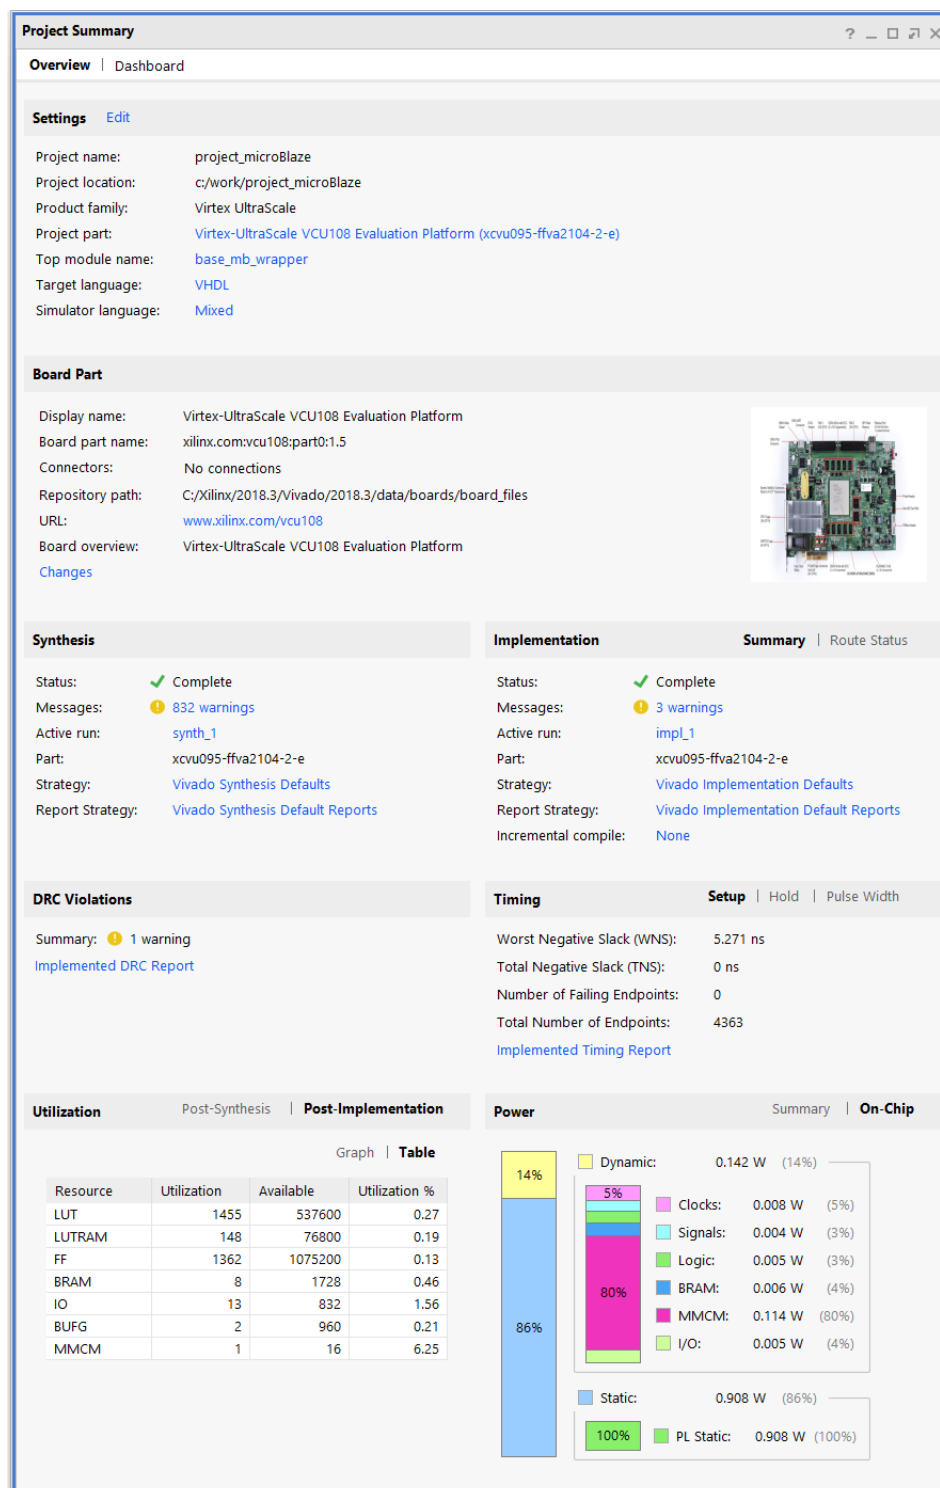 Project Summary
? _ □ X
Overview | Dashboard
Settings Edit
Project name: project_microBlaze
Project location: c:/work/project_microBlaze
Product family: Virtex UltraScale
Project part: Virtex-UltraScale VCU108 Evaluation Platform (xcvu095-ffva2104-2-e)
Top module name: base_mb_wrapper
Target language: VHDL
Simulator language: Mixed
Board Part
Display name: Virtex-UltraScale VCU108 Evaluation Platform
Board part name: xilinx.com:vcu108:part0:1.5
Connectors: No connections
Repository path: C:/Xilinx/2018.3/Vivado/2018.3/data/boards/board_files
URL: www.xilinx.com/vcu108
Board overview: Virtex-UltraScale VCU108 Evaluation Platform
Changes
Synthesis
Status: Complete
Messages: 832 warnings
Active run: synth_1
Part: xcvu095-ffva2104-2-e
Strategy: Vivado Synthesis Defaults
Report Strategy: Vivado Synthesis Default Reports
Implementation Summary | Route Status
Status: Complete
Messages: 3 warnings
Active run: impl_1
Part: xcvu095-ffva2104-2-e
Strategy: Vivado Implementation Defaults
Report Strategy: Vivado Implementation Default Reports
Incremental compile: None
DRC Violations
Summary: 1 warning
Implemented DRC Report
Timing Setup | Hold | Pulse Width
Worst Negative Slack (WNS): 5.271 ns
Total Negative Slack (TNS): 0 ns
Number of Failing Endpoints: 0
Total Number of Endpoints: 4363
Implemented Timing Report
Utilization Post-Synthesis | Post-Implementation
Graph | Table
Resource Utilization Available Utilization %
LUT 1455 537600 0.27
LUTRAM 148 76800 0.19
FF 1362 1075200 0.13
BRAM 8 1728 0.46
IO 13 832 1.56
BUFG 2 960 0.21
MMCM 1 16 6.25
Power Summary | On-Chip
14%
86%
Dynamic: 0.142 W (14%)
5%
80%
Clocks: 0.008 W (5%)
Signals: 0.004 W (3%)
Logic: 0.005 W (3%)
BRAM: 0.006 W (4%)
MMCM: 0.114 W (80%)
I/O: 0.005 W (4%)
Static: 0.908 W (86%)
100% PL Static: 0.908 W (100%)